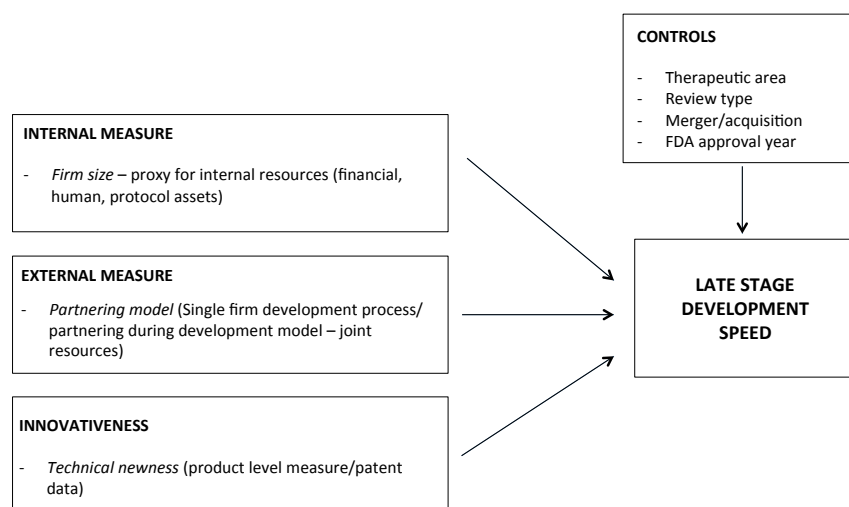 CONTROLS
- Therapeutic area
- Review type
- Merger/acquisition
- FDA approval year
INTERNAL MEASURE
- Firm size – proxy for internal resources (financial,
human, protocol assets)
EXTERNAL MEASURE
- Partnering model (Single firm development process/
partnering during development model – joint
resources)
LATE STAGE
DEVELOPMENT
SPEED
INNOVATIVENESS
- Technical newness (product level measure/patent
data)